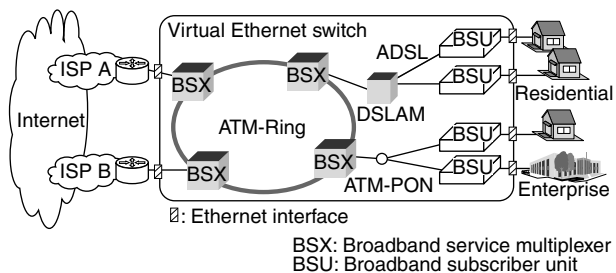 Virtual Ethernet switch
ISP A
BSX
BSX
ADSL
BSU
BSU
Residential
DSLAM
Internet
ATM-Ring
BSU
ISP B
BSX
BSX
ATM-PON
BSU
Enterprise
: Ethernet interface
BSX: Broadband service multiplexer
BSU: Broadband subscriber unit